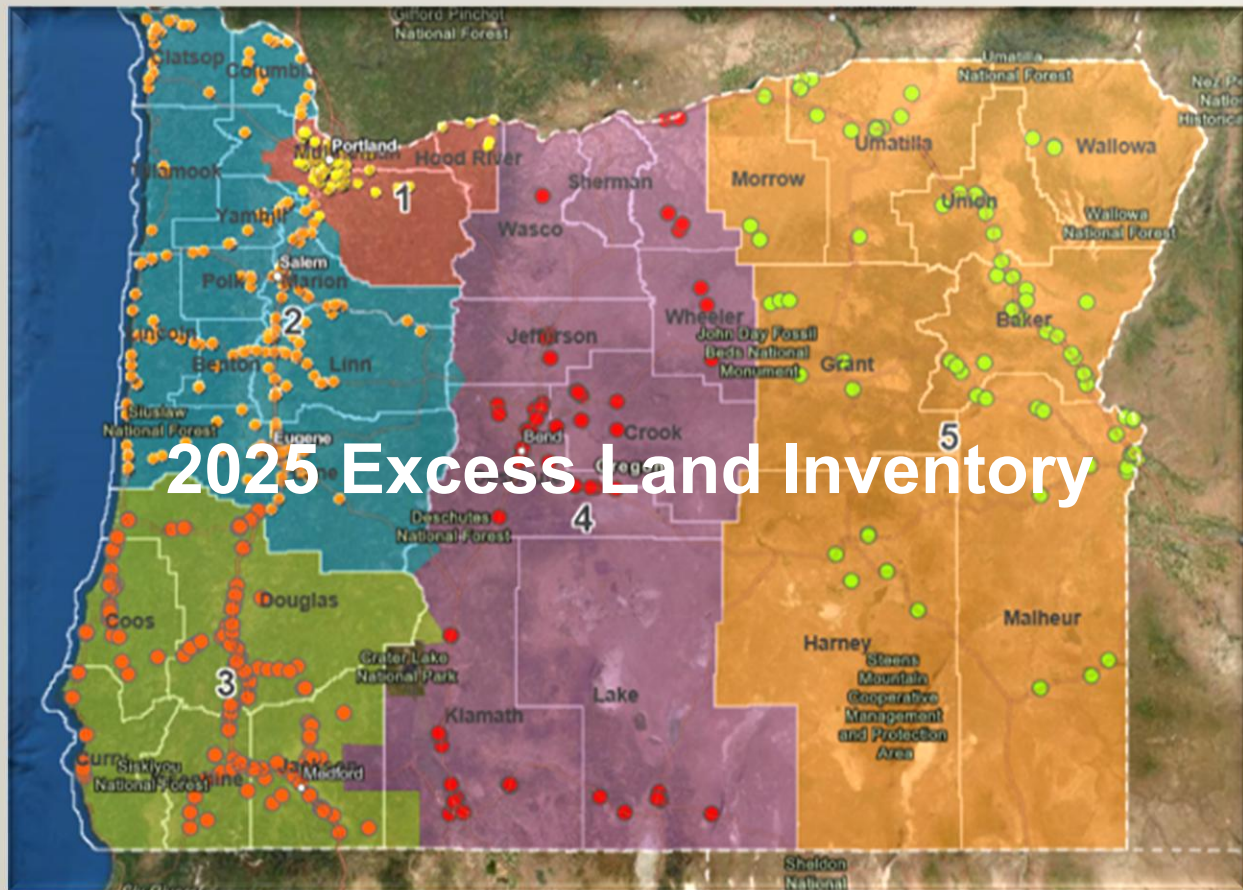 Gifford Pinchot
National Forest
Clatsop
Columbia
Umatilla
National Forest
Portland
Hood River
Umatilla
Wallowa
Tillamook
1
Sherman
Morrow
Union
Yamhill
Wasco
Wallowa
National Forest
Salem
Polk
Marion
2
Lincoln
Jefferson
Wheeler
Baker
Benton
Linn
John Day Fossil
Beds National
Monument
Grant
Siuslaw
National Forest
Eugene
Bend
Crook
5
2025 Excess Land Inventory
Oregon
4
Deschutes
National Forest
Douglas
Coos
Malheur
Harney
Crater Lake
National Park
Steens
Mountain
Cooperative
Management
and Protection
Area
3
Lake
Klamath
Siskiyou
National Forest
Medford
Sheldon
National